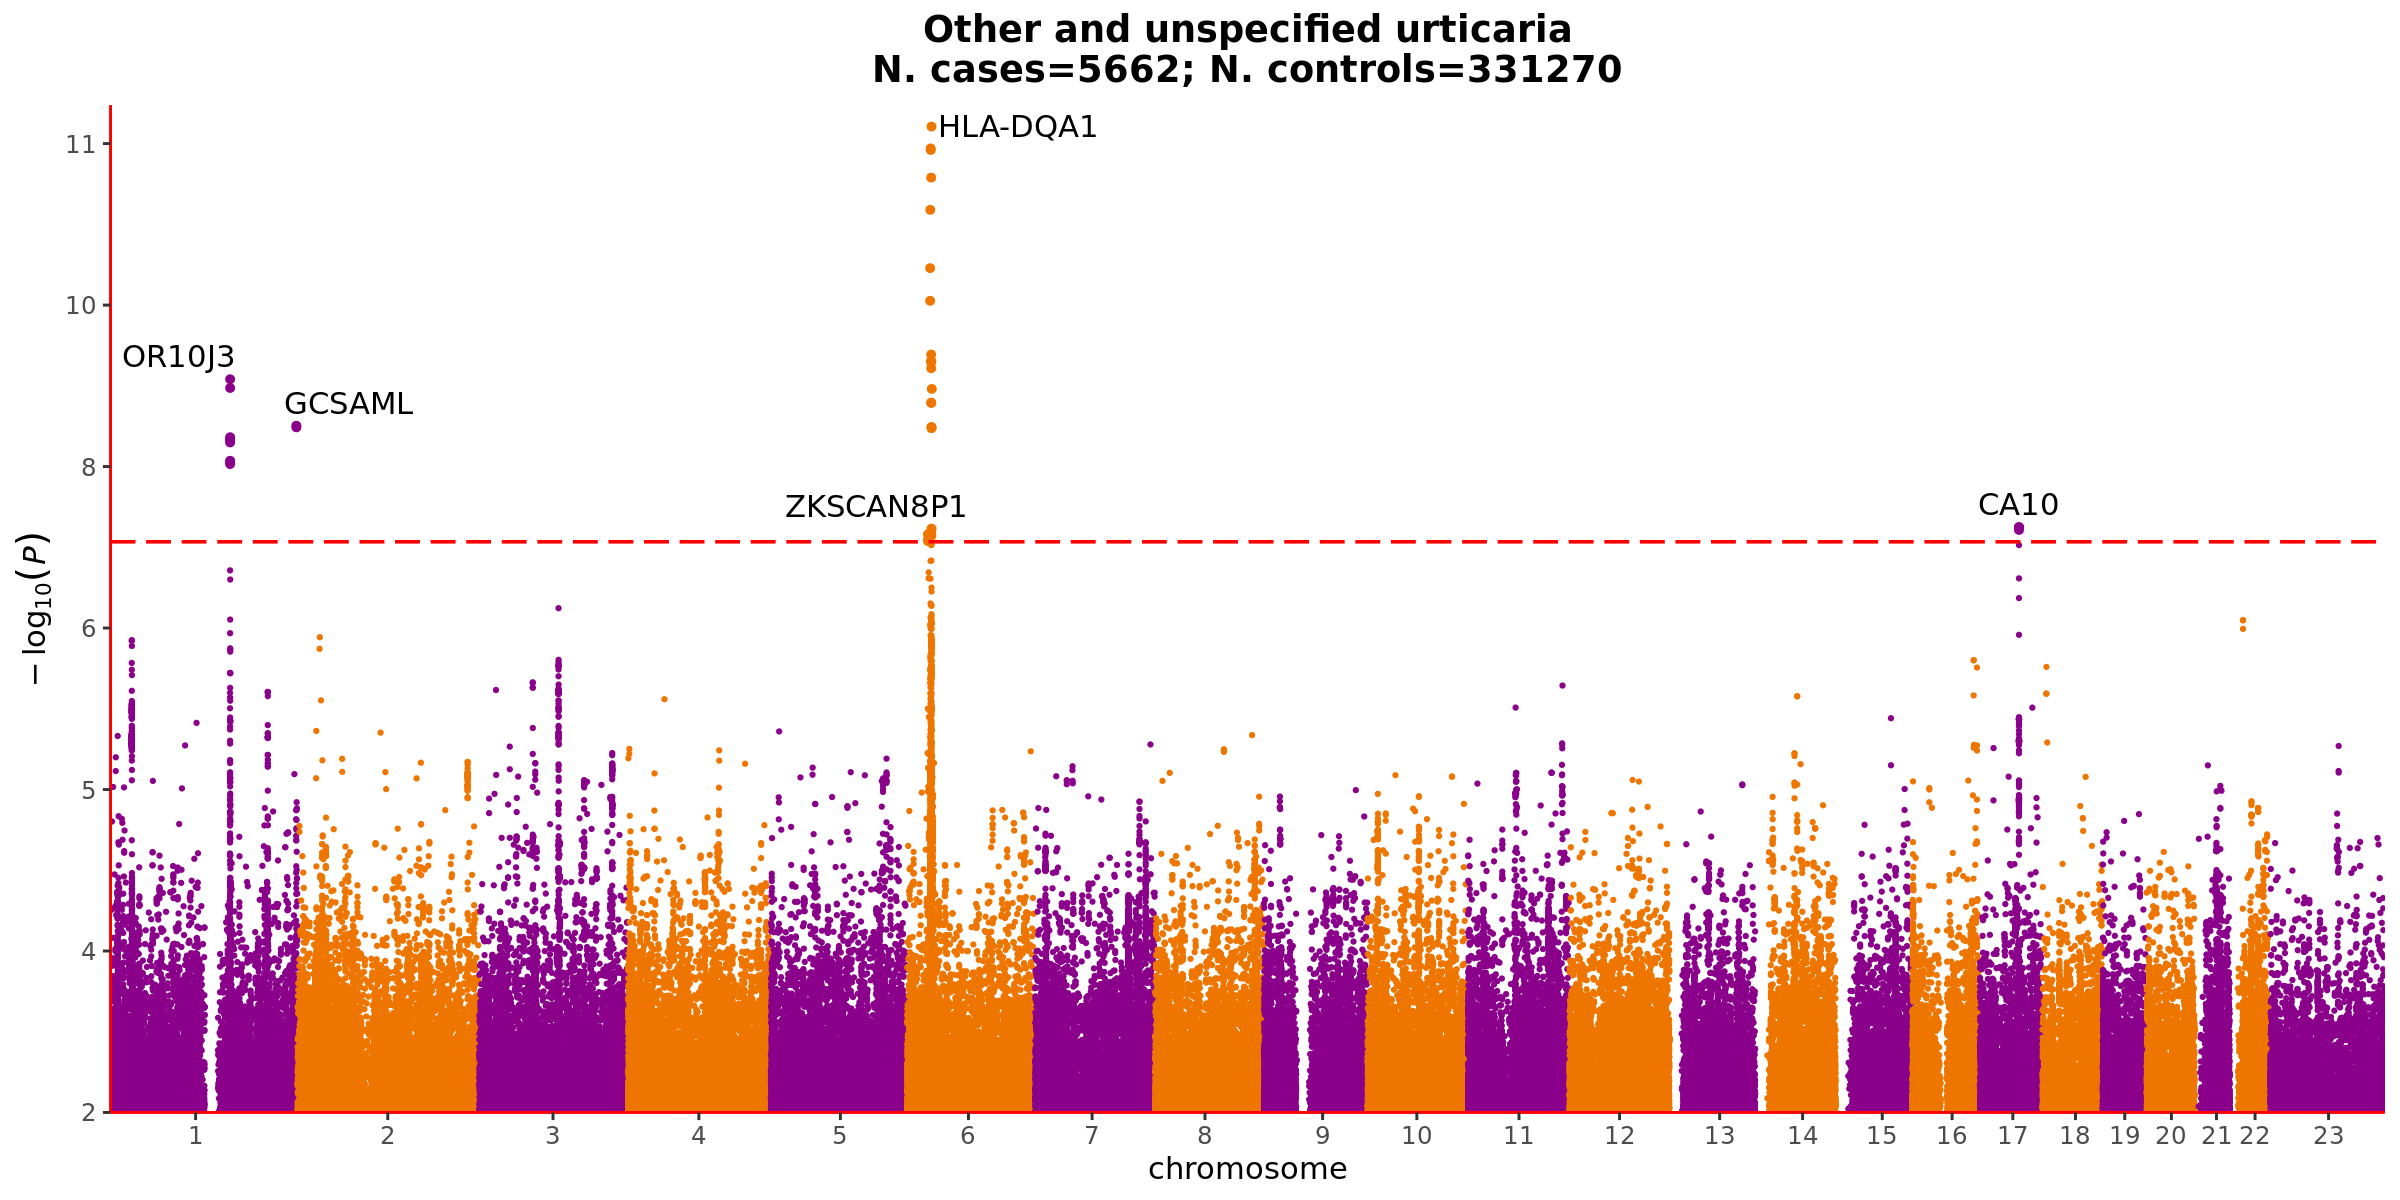 Other and unspecified urticaria
N. cases=5662; N. controls=331270
11
10
8
6
5
4
2
−log10(P)
HLA-DQA1
OR10J3
GCSAML
ZKSCAN8P1
CA10
1 2 3 4 5 6 7 8 9 10 11 12 13 14 15 16 17 18 19 20 21 22 23
chromosome